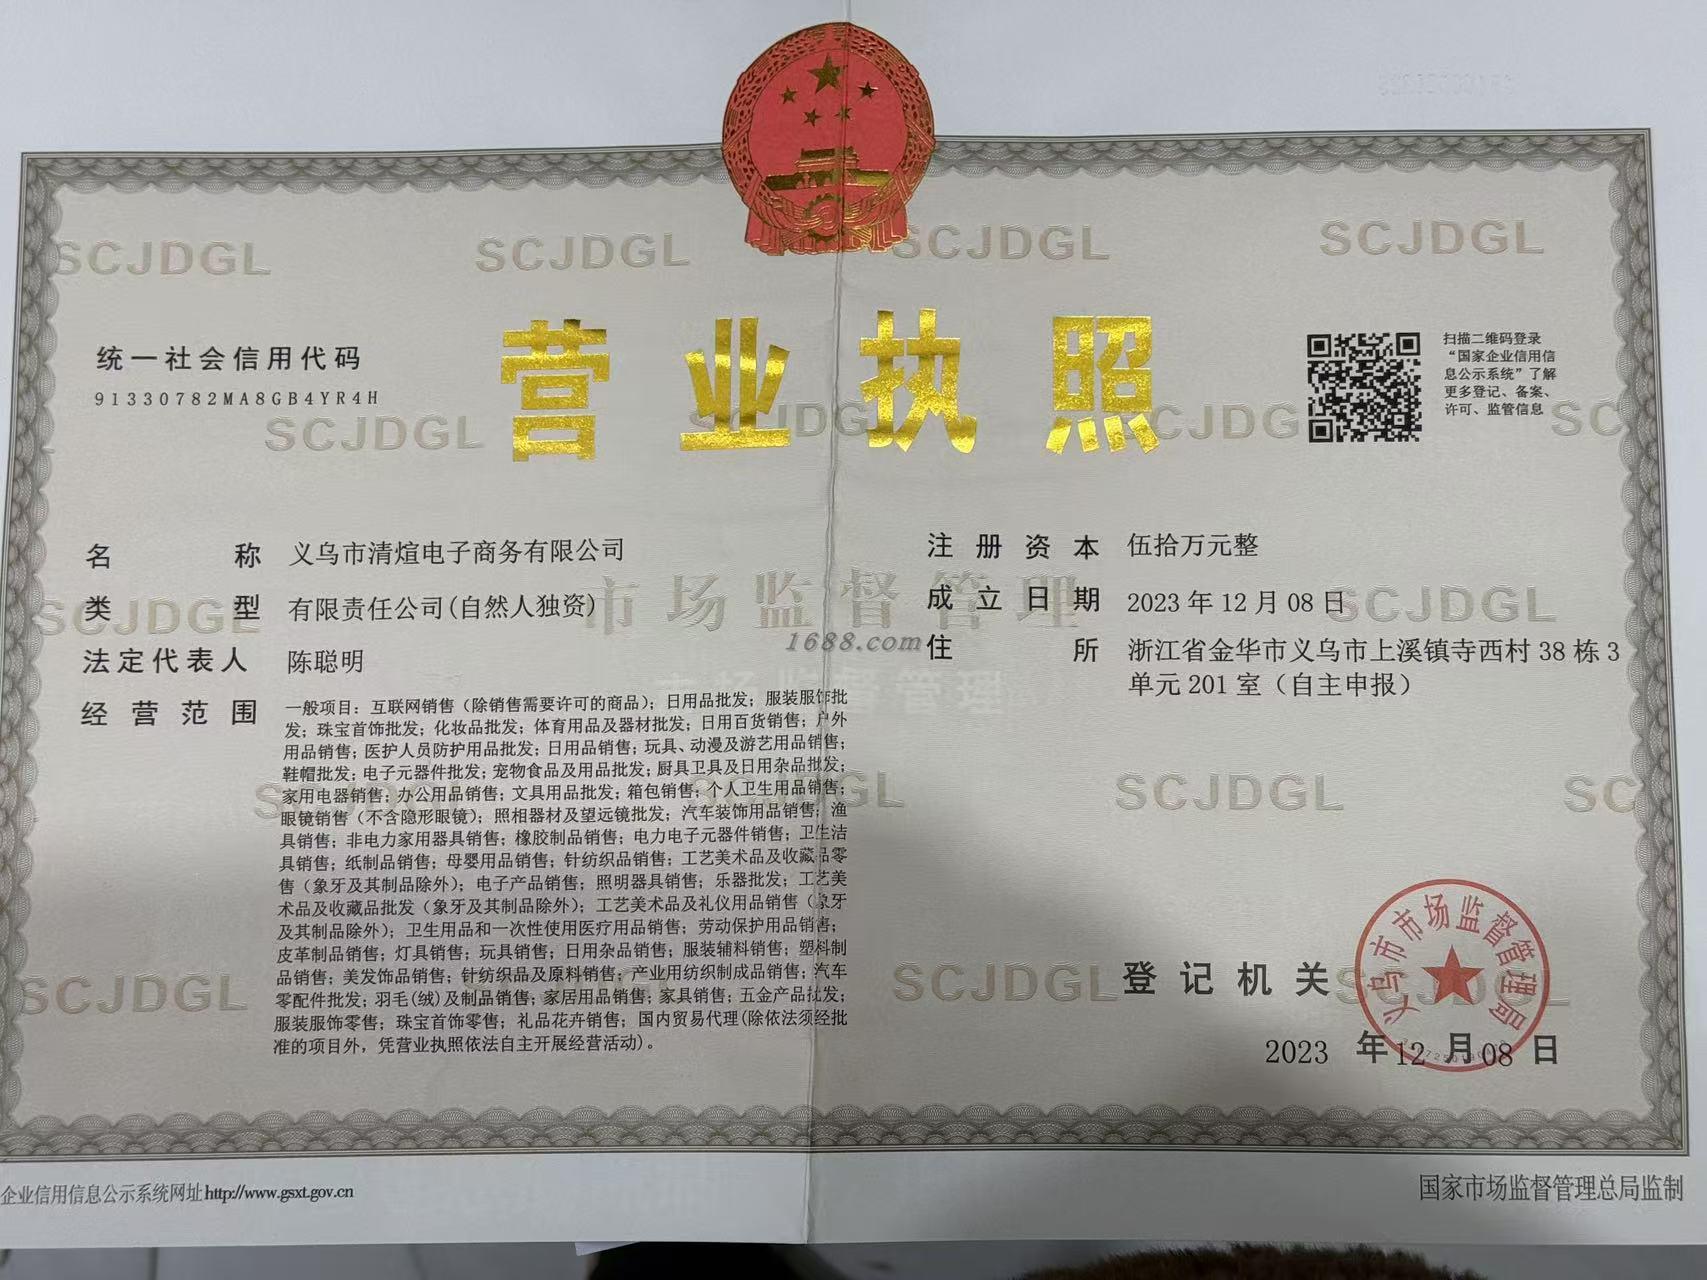 营业执照
统一社会信用代码
91330782MA8GB4YR4H
扫描二维码登录
“国家企业信用信
息公示系统”了解
更多登记、备案、
许可、监管信息
名称 义乌市清煊电子商务有限公司
类型 有限责任公司(自然人独资)
法定代表人 陈聪明
经营范围 一般项目：互联网销售（除销售需要许可的商品）；日用品批发；服装服饰批
发；珠宝首饰批发；化妆品批发；体育用品及器材批发；日用百货销售；户外
用品销售；医护人员防护用品批发；日用品销售；玩具、动漫及游艺用品销售；
鞋帽批发；电子元器件批发；宠物食品及用品批发；厨具卫具及日用杂品批发；
家用电器销售；办公用品销售；文具用品批发；箱包销售；个人卫生用品销售；
眼镜销售（不含隐形眼镜）；照相器材及望远镜批发；汽车装饰用品销售；渔
具销售；非电力家用器具销售；橡胶制品销售；电力电子元器件销售；卫生洁
具销售；纸制品销售；母婴用品销售；针纺织品销售；工艺美术品及收藏品零
售（象牙及其制品除外）；电子产品销售；照明器具销售；乐器批发；工艺美
术品及收藏品批发（象牙及其制品除外）；工艺美术品及礼仪用品销售（象牙
及其制品除外）；卫生用品和一次性使用医疗用品销售；劳动保护用品销售；
皮革制品销售；灯具销售；玩具销售；日用杂品销售；服装辅料销售；塑料制
品销售；美发饰品销售；针纺织品及原料销售；产业用纺织制成品销售；汽车
零配件批发；羽毛(绒)及制品销售；家居用品销售；家具销售；五金产品批发；
服装服饰零售；珠宝首饰零售；礼品花卉销售；国内贸易代理(除依法须经批
准的项目外，凭营业执照依法自主开展经营活动)。
注册资本 伍拾万元整
成立日期 2023年12月08日
住所 浙江省金华市义乌市上溪镇寺西村38栋3
单元201室（自主申报）
登记机关
义乌市市场监督管理局
2023 年 12 月 08 日
SCJDGL SCJDGL SCJDGL SCJDGL
SCJDGL SCJDGL SCJDGL SC
SCJDGL SCJDGL
市场监督管理
1688.com
市场监督管理
SCJDGL SCJDGL SC
SCJDGL SCJDGL SCJDGL
企业信用信息公示系统网址http://www.gsxt.gov.cn
国家市场监督管理总局监制